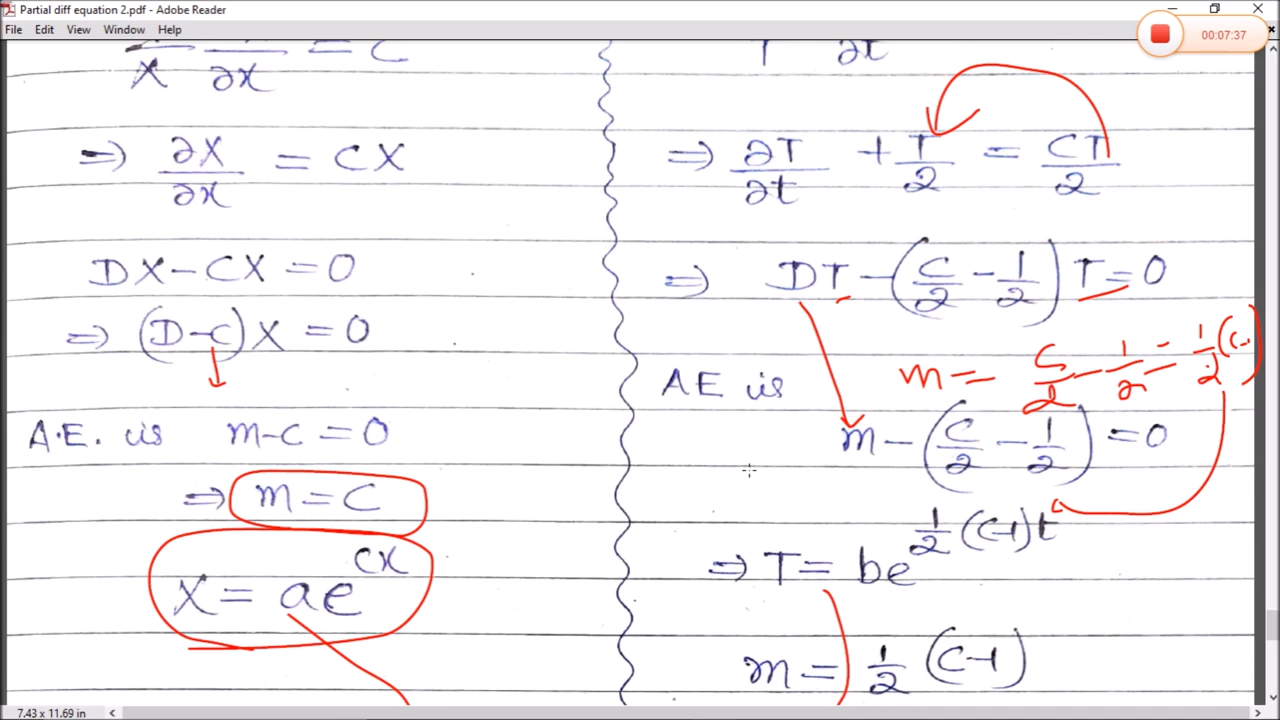 Partial diff equation 2.pdf - Adobe Reader
File Edit View Window Help
00:07:37
X ∂x = C
T ∂t
⇒ ∂X/∂x = CX
⇒ ∂T/∂t + T/2 = CT/2
DX - CX = 0
⇒ DT - (C/2 - 1/2) T = 0
⇒ (D - C) X = 0
m = C/2 - 1/2 = 1/2 (C-
AE is
A.E. is m - C = 0
m - (C/2 - 1/2) = 0
⇒ m = C
⇒ T = be^{1/2 (C-1)t}
X = ae^{CX}
m = 1/2 (C-1)
7.43 x 11.69 in